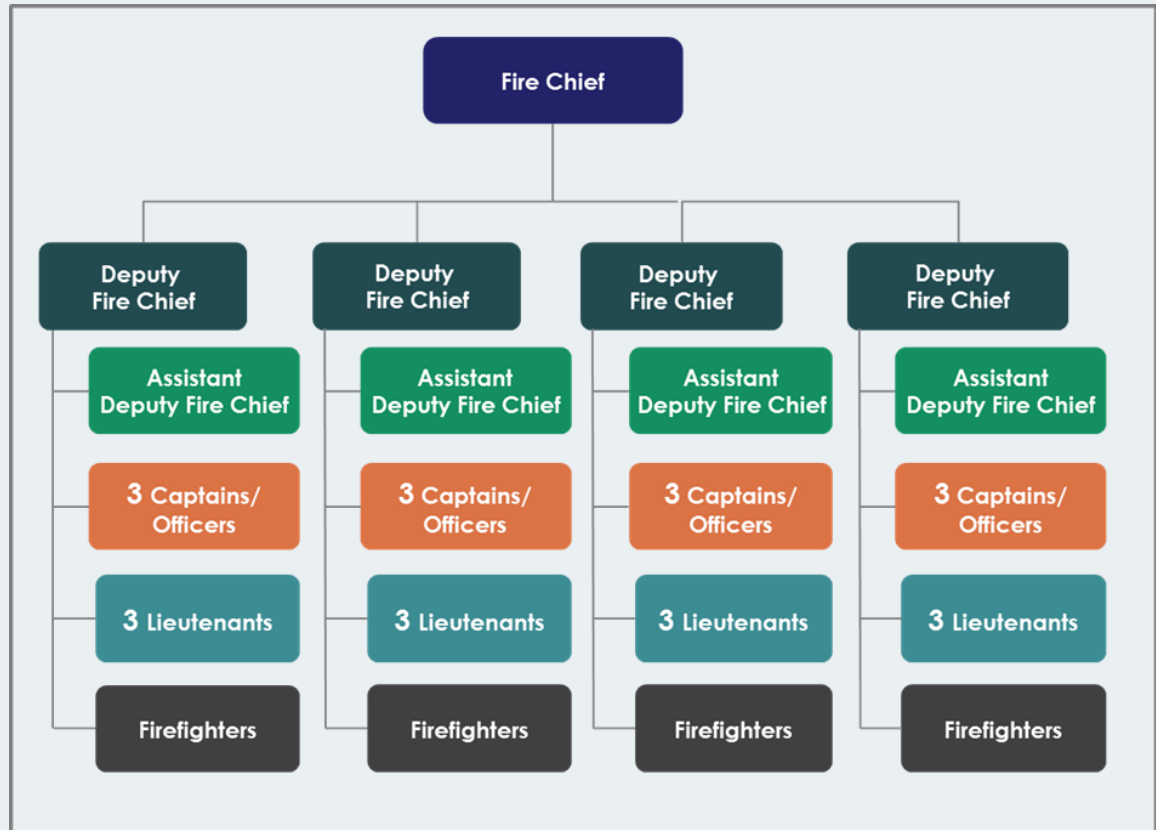 Fire Chief
Deputy
Fire Chief
Deputy
Fire Chief
Deputy
Fire Chief
Deputy
Fire Chief
Assistant
Deputy Fire Chief
Assistant
Deputy Fire Chief
Assistant
Deputy Fire Chief
Assistant
Deputy Fire Chief
3 Captains/
Officers
3 Captains/
Officers
3 Captains/
Officers
3 Captains/
Officers
3 Lieutenants
3 Lieutenants
3 Lieutenants
3 Lieutenants
Firefighters
Firefighters
Firefighters
Firefighters